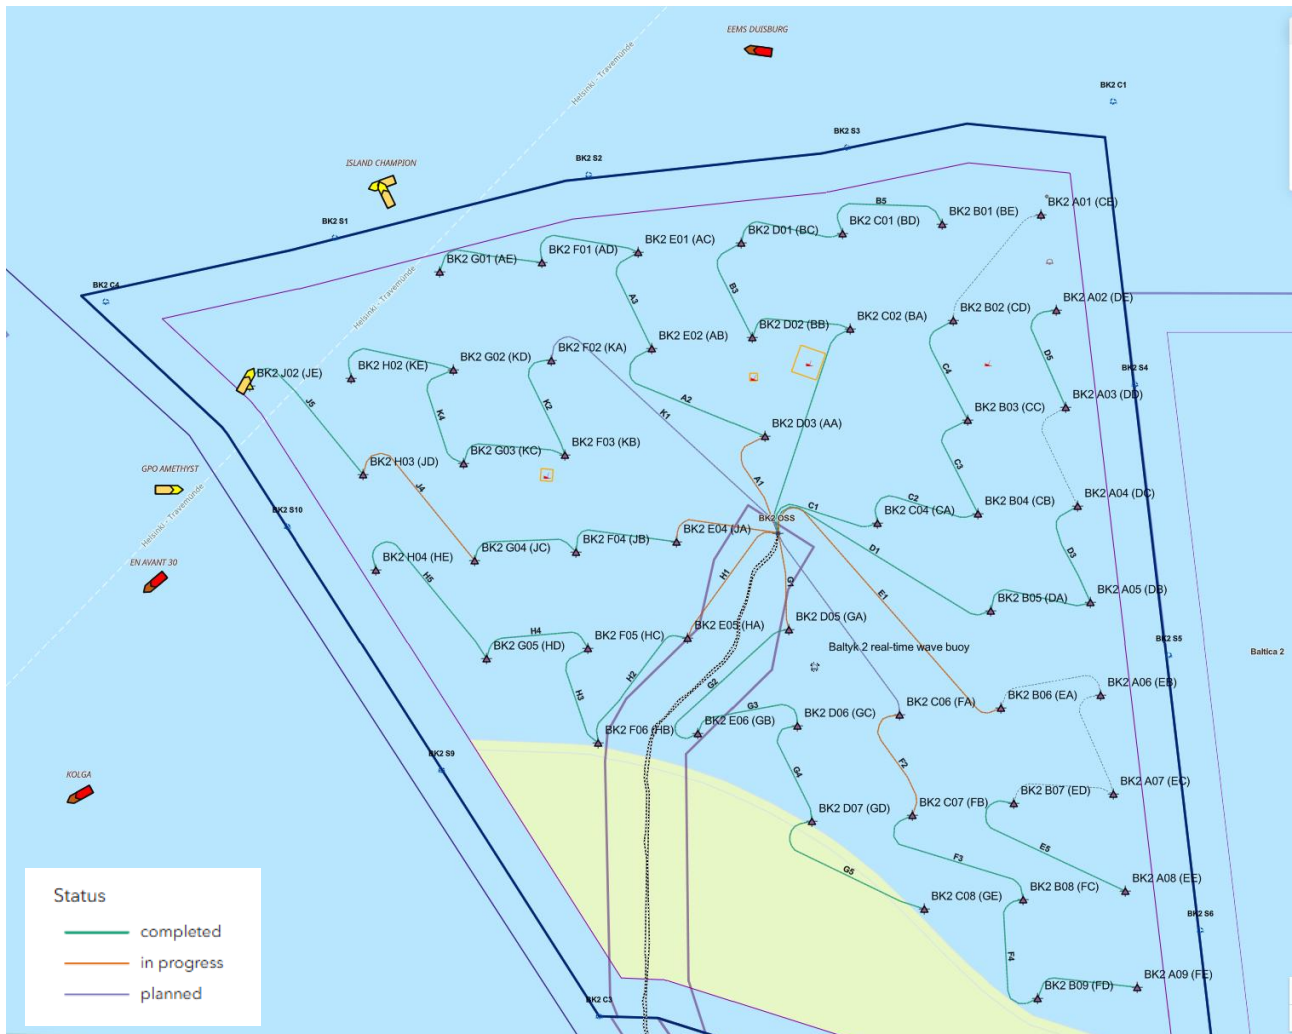 EEMS DUISBURG
Helsinki - Travemünde
BK2 C1
BK2 S3
ISLAND CHAMPION
BK2 S2
BK2 S1
B5
BK2 A01 (CE)
BK2 B01 (BE)
BK2 C01 (BD)
BK2 D01 (BC)
BK2 E01 (AC)
BK2 F01 (AD)
BK2 G01 (AE)
Helsinki - Travemünde
BK2 C4
A3
B3
BK2 A02 (DE)
BK2 B02 (CD)
BK2 C02 (BA)
BK2 D02 (BB)
BK2 E02 (AB)
BK2 F02 (KA)
BK2 G02 (KD)
BK2 H02 (KE)
BK2 J02 (JE)
D5
C4
BK2 S4
J5
K4
K2
A2
K1
BK2 A03 (DD)
BK2 B03 (CC)
BK2 D03 (AA)
BK2 F03 (KB)
BK2 G03 (KC)
BK2 H03 (JD)
GPO AMETHYST
Helsinki - Travemünde
J4
A1
C3
C2
C1
BK2 A04 (DC)
BK2 B04 (CB)
BK2 C04 (CA)
BK2 OSS
BK2 S10
BK2 E04 (JA)
BK2 F04 (JB)
BK2 G04 (JC)
BK2 H04 (HE)
EN AVANT 30
H5
H1
G1
D1
E1
D3
BK2 A05 (DB)
BK2 B05 (DA)
BK2 D05 (GA)
BK2 E05 (HA)
BK2 F05 (HC)
BK2 G05 (HD)
H4
Baltyk 2 real-time wave buoy
BK2 S5
Baltica 2
H3
H2
G2
G3
BK2 A06 (EB)
BK2 B06 (EA)
BK2 C06 (FA)
BK2 D06 (GC)
BK2 E06 (GB)
BK2 F06 (HB)
BK2 S9
KOLGA
G4
F2
BK2 A07 (EC)
BK2 B07 (ED)
BK2 C07 (FB)
BK2 D07 (GD)
G5
F3
E5
BK2 A08 (EE)
BK2 B08 (FC)
BK2 C08 (GE)
BK2 S6
F4
BK2 A09 (FE)
BK2 B09 (FD)
BK2 C3
Status
completed
in progress
planned